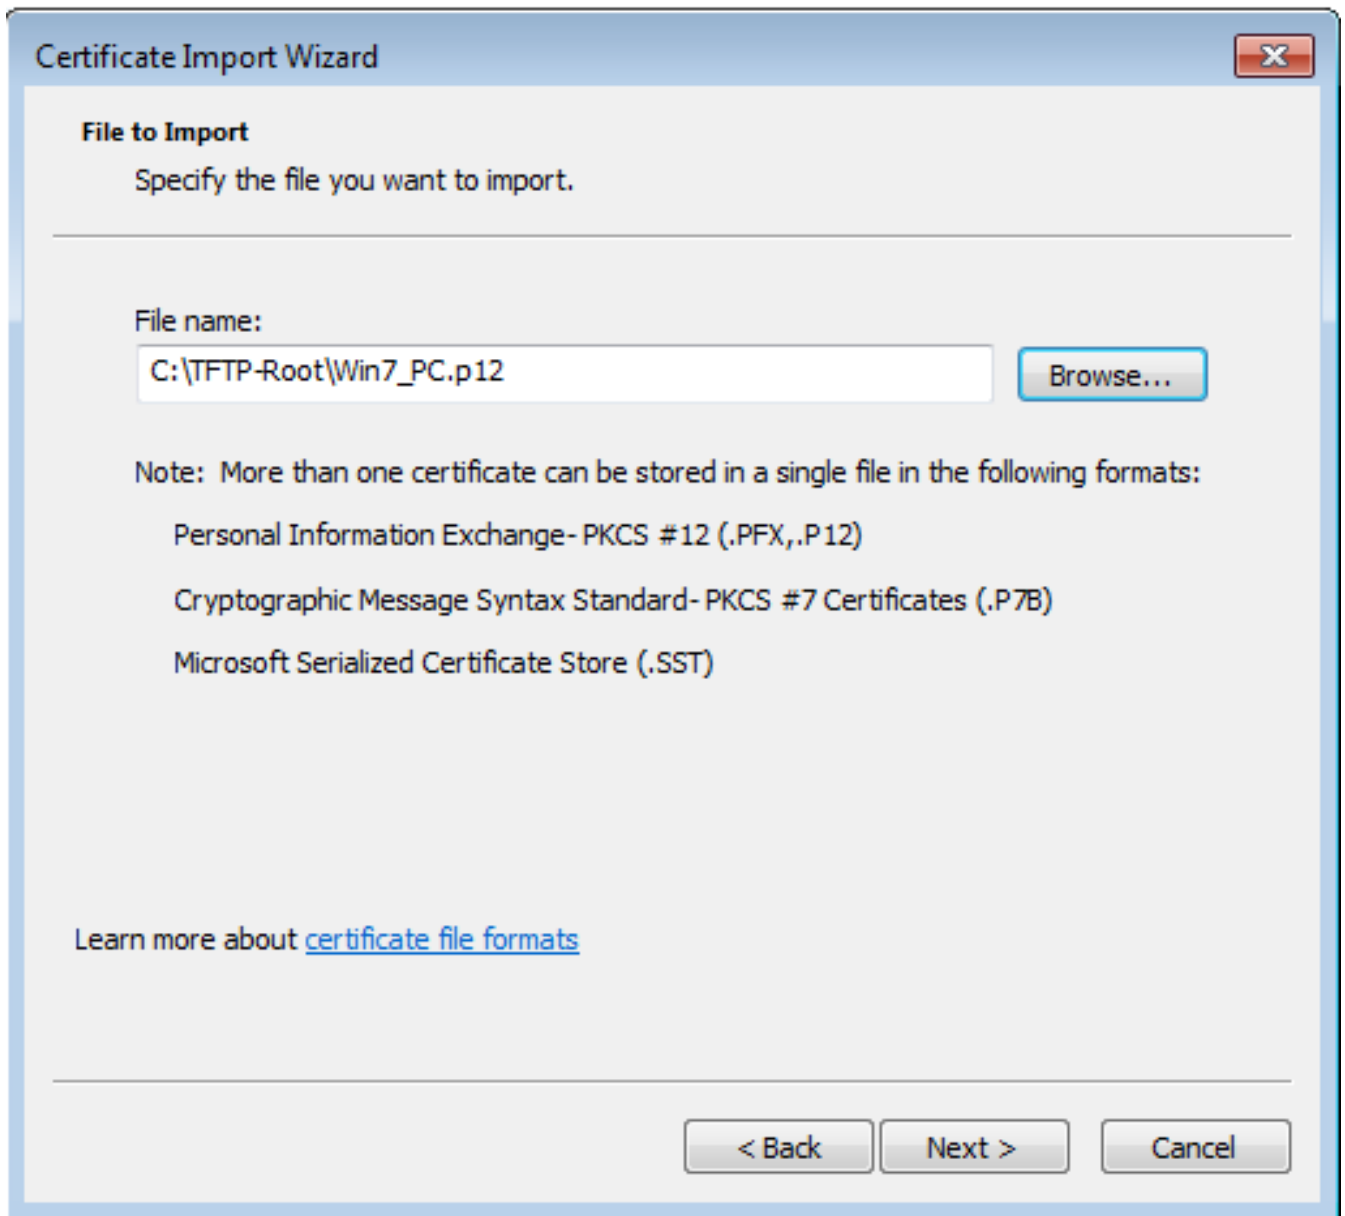 Certificate Import Wizard
File to Import
Specify the file you want to import.
File name:
C:\TFTP-Root\Win7_PC.p12
Browse...
Note:  More than one certificate can be stored in a single file in the following formats:
Personal Information Exchange- PKCS #12 (.PFX,.P12)
Cryptographic Message Syntax Standard- PKCS #7 Certificates (.P7B)
Microsoft Serialized Certificate Store (.SST)
Learn more about certificate file formats
< Back
Next >
Cancel